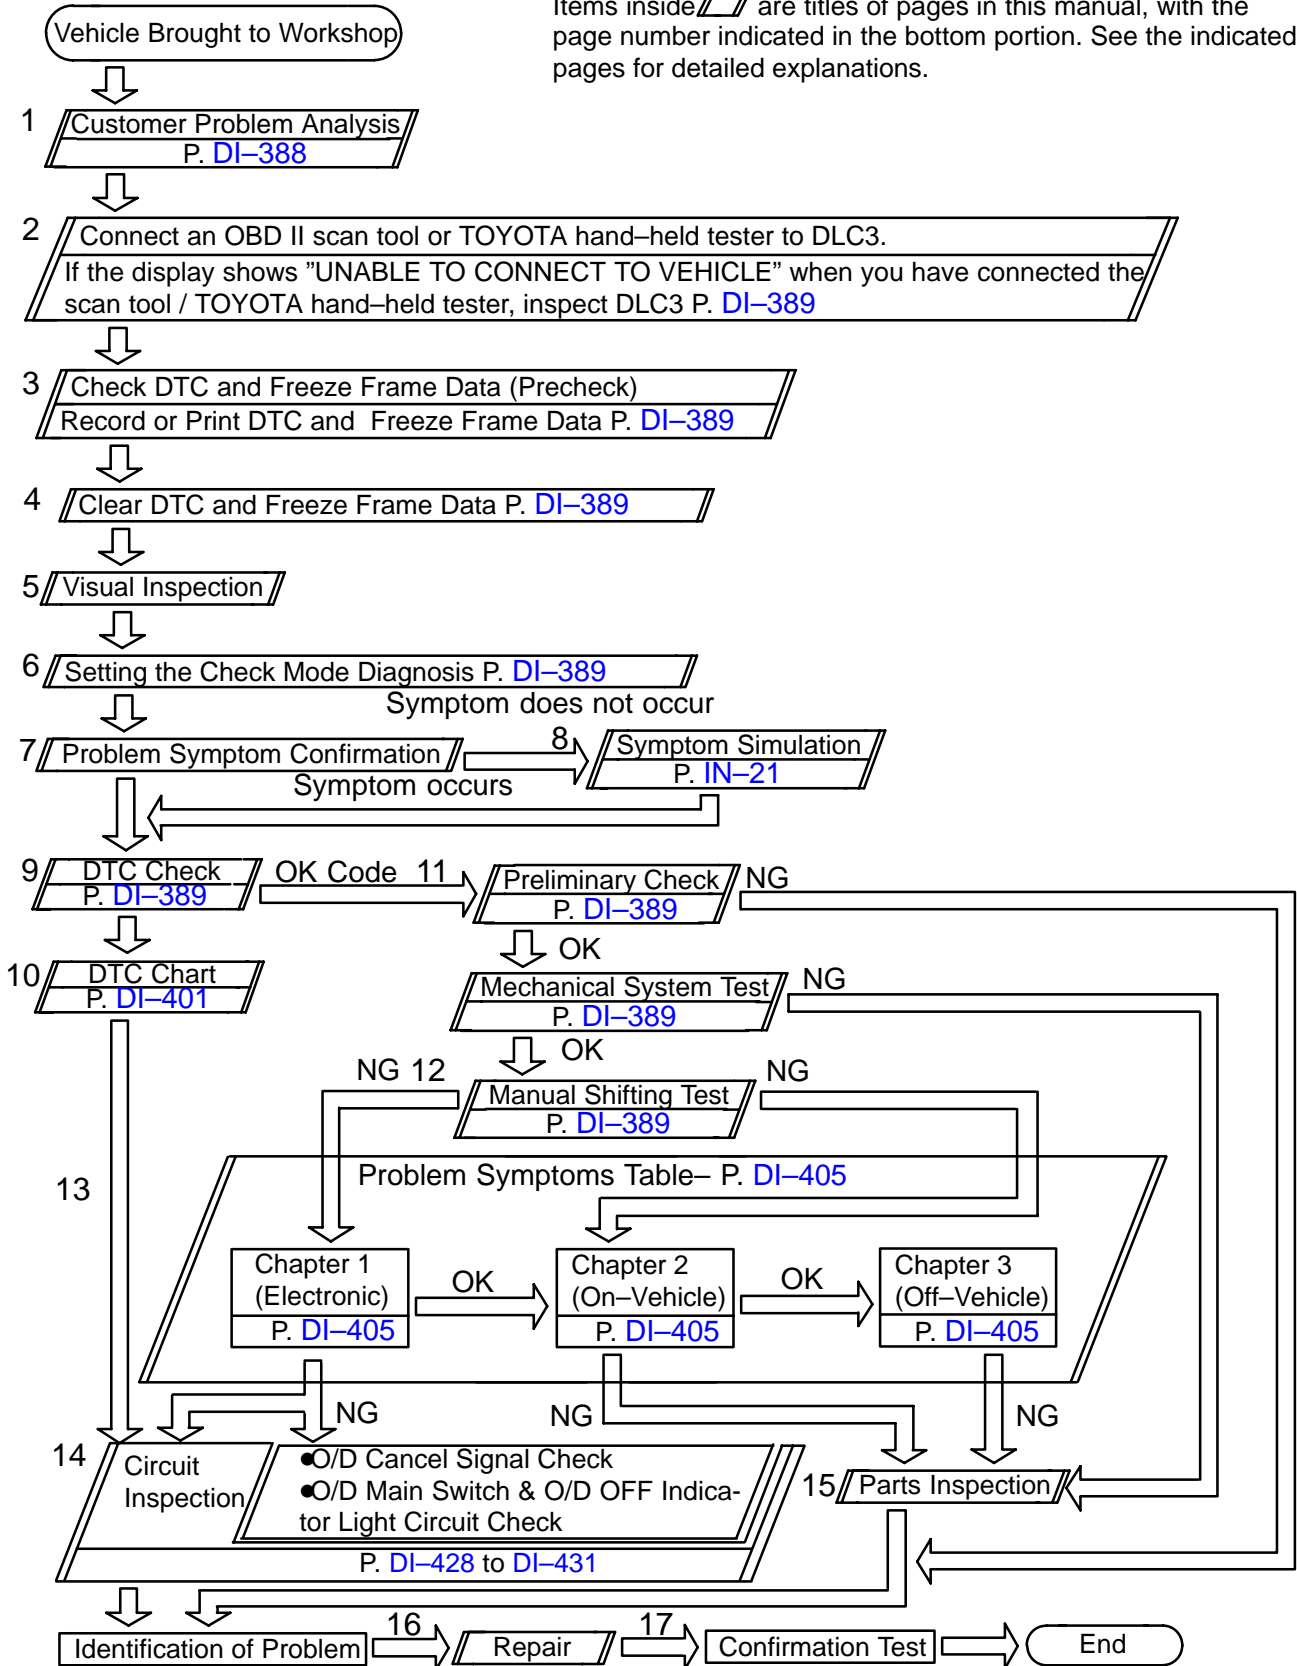 Items inside are titles of pages in this manual, with the
page number indicated in the bottom portion. See the indicated
pages for detailed explanations.
Vehicle Brought to Workshop
1
Customer Problem Analysis
P. DI–388
2
Connect an OBD II scan tool or TOYOTA hand–held tester to DLC3.
If the display shows ”UNABLE TO CONNECT TO VEHICLE” when you have connected the
scan tool / TOYOTA hand–held tester, inspect DLC3 P. DI–389
3
Check DTC and Freeze Frame Data (Precheck)
Record or Print DTC and Freeze Frame Data P. DI–389
4
Clear DTC and Freeze Frame Data P. DI–389
5
Visual Inspection
6
Setting the Check Mode Diagnosis P. DI–389
Symptom does not occur
7
Problem Symptom Confirmation
8
Symptom Simulation
P. IN–21
Symptom occurs
9
DTC Check
P. DI–389
OK Code 11
Preliminary Check
P. DI–389
NG
OK
10
DTC Chart
P. DI–401
Mechanical System Test
P. DI–389
NG
OK
NG 12
Manual Shifting Test
P. DI–389
NG
13
Problem Symptoms Table– P. DI–405
Chapter 1
(Electronic)
P. DI–405
OK
Chapter 2
(On–Vehicle)
P. DI–405
OK
Chapter 3
(Off–Vehicle)
P. DI–405
NG
NG
NG
14
Circuit
Inspection
●O/D Cancel Signal Check
●O/D Main Switch & O/D OFF Indica-
tor Light Circuit Check
P. DI–428 to DI–431
15
Parts Inspection
Identification of Problem
16
Repair
17
Confirmation Test
End